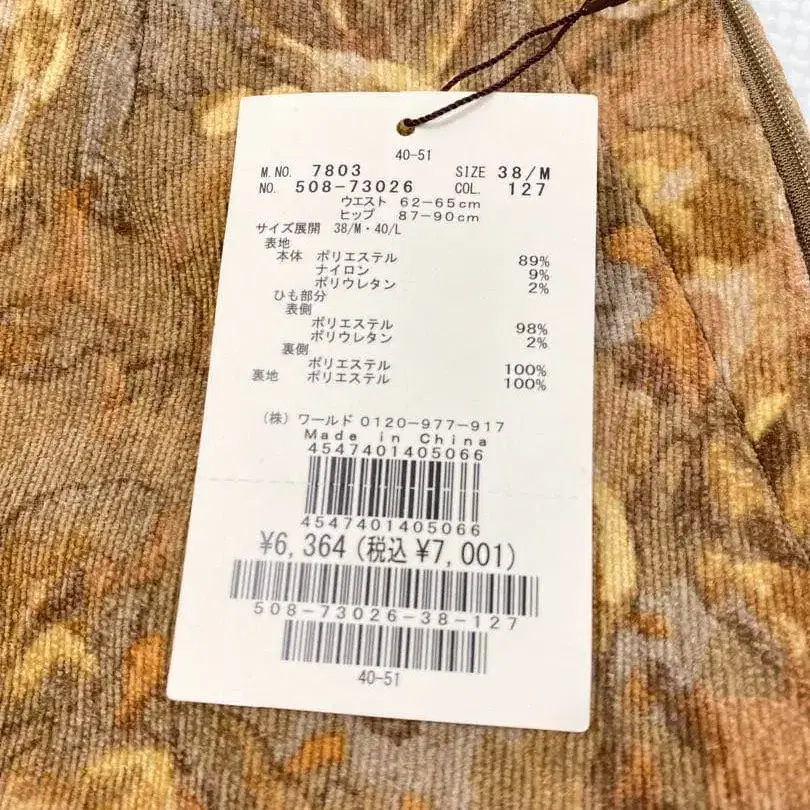 40-51
M.NO. 7803 SIZE 38/M
NO. 508-73026 COL. 127
ウエスト 62-65cm
ヒップ 87-90cm
サイズ展開 38/M・40/L
表地
本体 ポリエステル 89%
ナイロン 9%
ポリウレタン 2%
ひも部分
表側
ポリエステル 98%
ポリウレタン 2%
裏側
ポリエステル 100%
裏地 ポリエステル 100%
(株) ワールド 0120-977-917
Made in China
4547401405066
4547401405066
¥6,364 (税込 ¥7,001)
508-73026-38-127
40-51